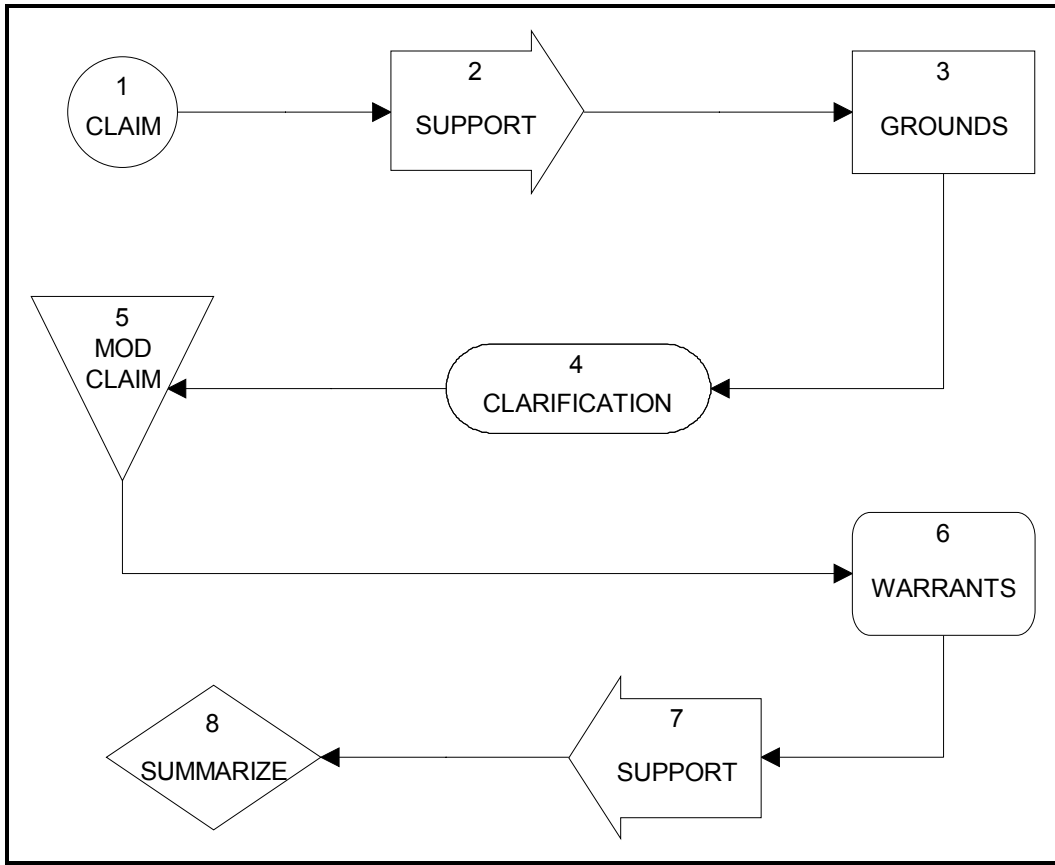 1
CLAIM
2
SUPPORT
3
GROUNDS
4
CLARIFICATION
5
MOD
CLAIM
6
WARRANTS
7
SUPPORT
8
SUMMARIZE